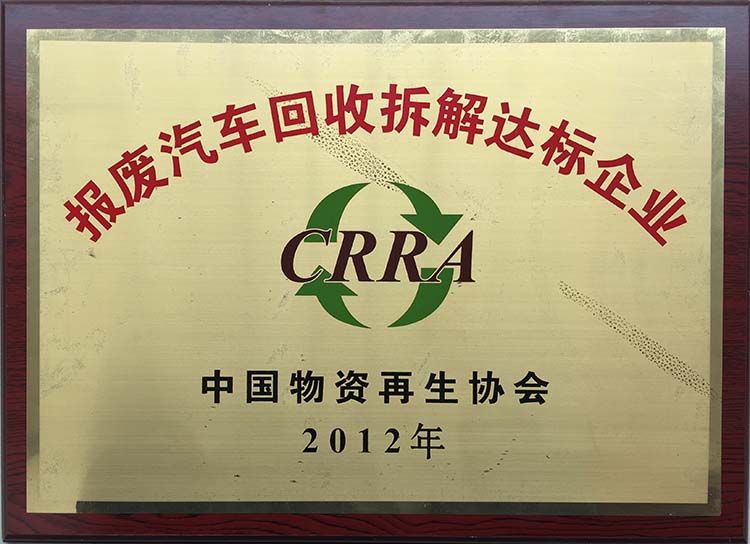 报废汽车回收拆解达标企业
CRRA
中国物资再生协会
2012年